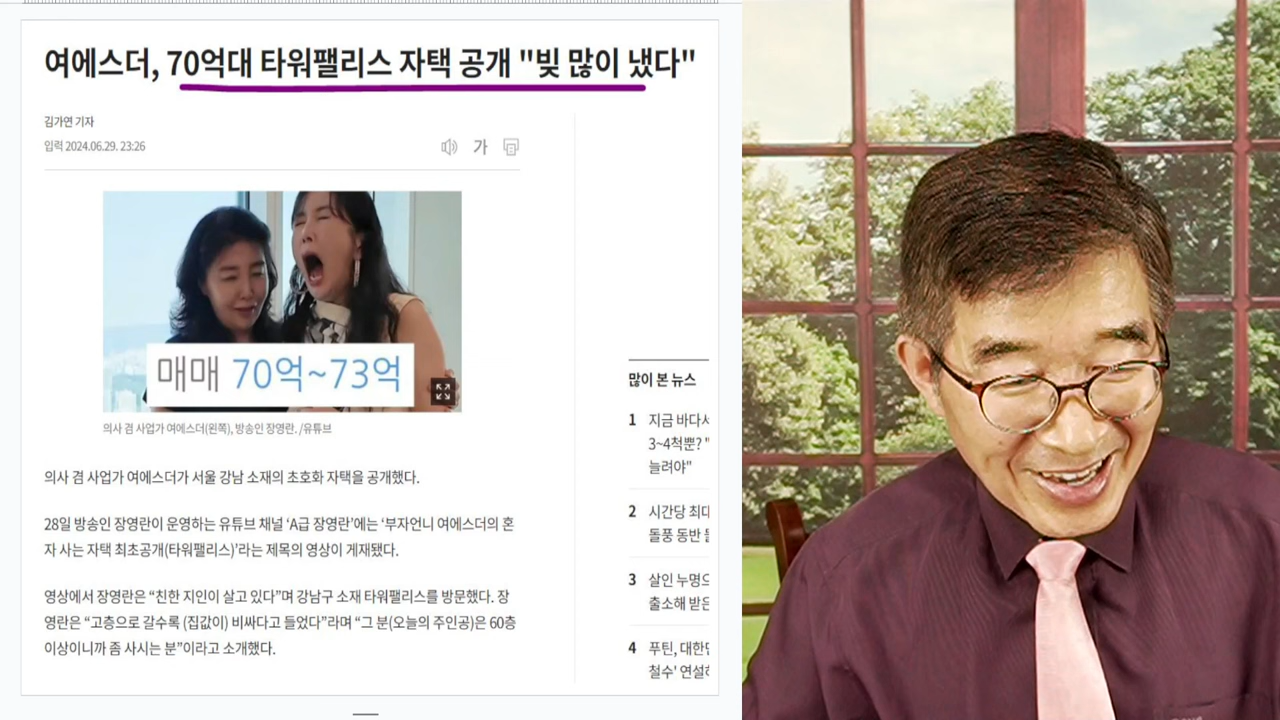 여에스더, 70억대 타워팰리스 자택 공개 "빚 많이 냈다"
김가연 기자
입력 2024.06.29. 23:26
가
매매 70억~73억
의사 겸 사업가 여에스더(왼쪽), 방송인 장영란. /유튜브
의사 겸 사업가 여에스더가 서울 강남 소재의 초호화 자택을 공개했다.
28일 방송인 장영란이 운영하는 유튜브 채널 ‘A급 장영란’에는 ‘부자언니 여에스더의 혼
자 사는 자택 최초공개(타워팰리스)’라는 제목의 영상이 게재됐다.
영상에서 장영란은 “친한 지인이 살고 있다”며 강남구 소재 타워팰리스를 방문했다. 장
영란은 “고층으로 갈수록 (집값이) 비싸다고 들었다”라며 “그 분(오늘의 주인공)은 60층
이상이니까 좀 사시는 분”이라고 소개했다.
많이 본 뉴스
1 지금 바다서
3~4척뿐? "
늘려야"
2 시간당 최대
돌풍 동반
3 살인 누명으
출소해 받은
4 푸틴, 대한
철수' 연설